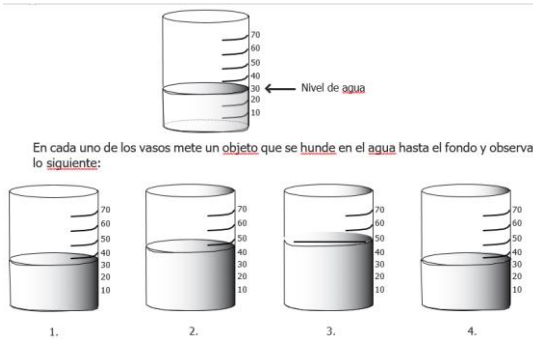 70
60
50
40
30
20
10
Nivel de agua
En cada uno de los vasos mete un objeto que se hunde en el agua hasta el fondo y observa
lo siguiente:
70 70 70 70
60 60 60 60
50 50 50 50
40 40 40 40
30 30 30 30
20 20 20 20
10 10 10 10
1. 2. 3. 4.